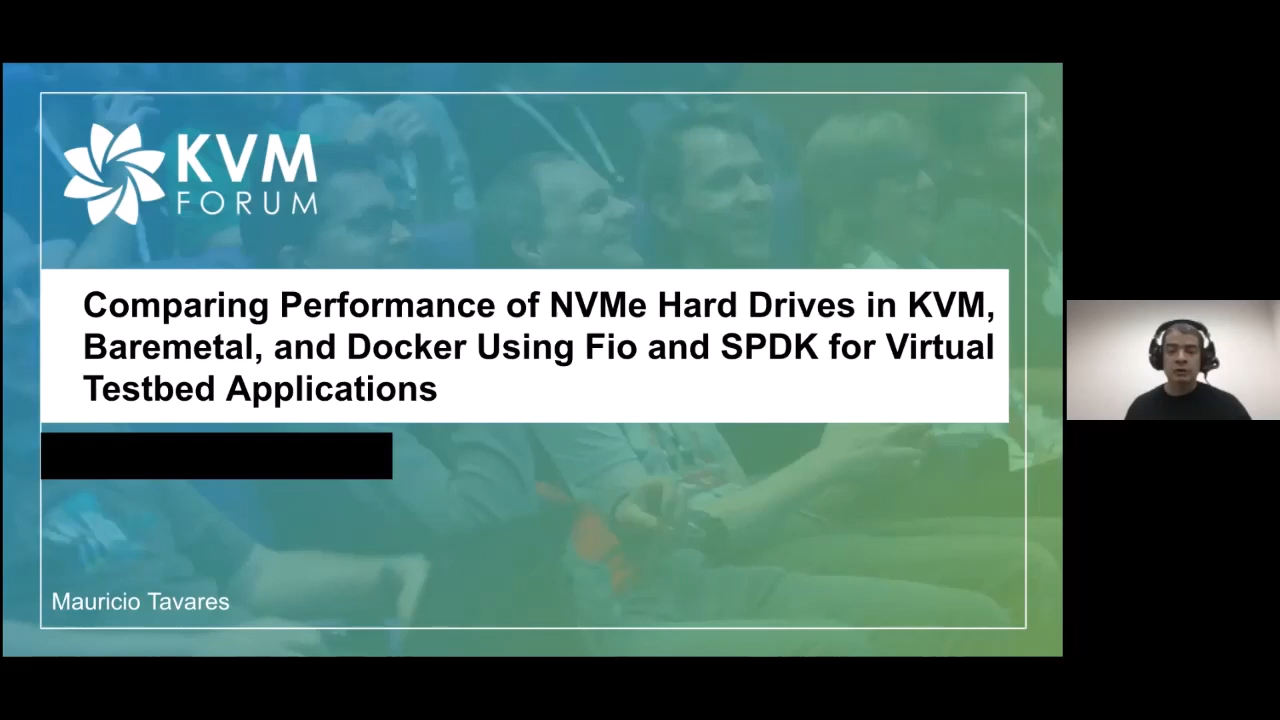 KVM
FORUM
Comparing Performance of NVMe Hard Drives in KVM,
Baremetal, and Docker Using Fio and SPDK for Virtual
Testbed Applications
Mauricio Tavares